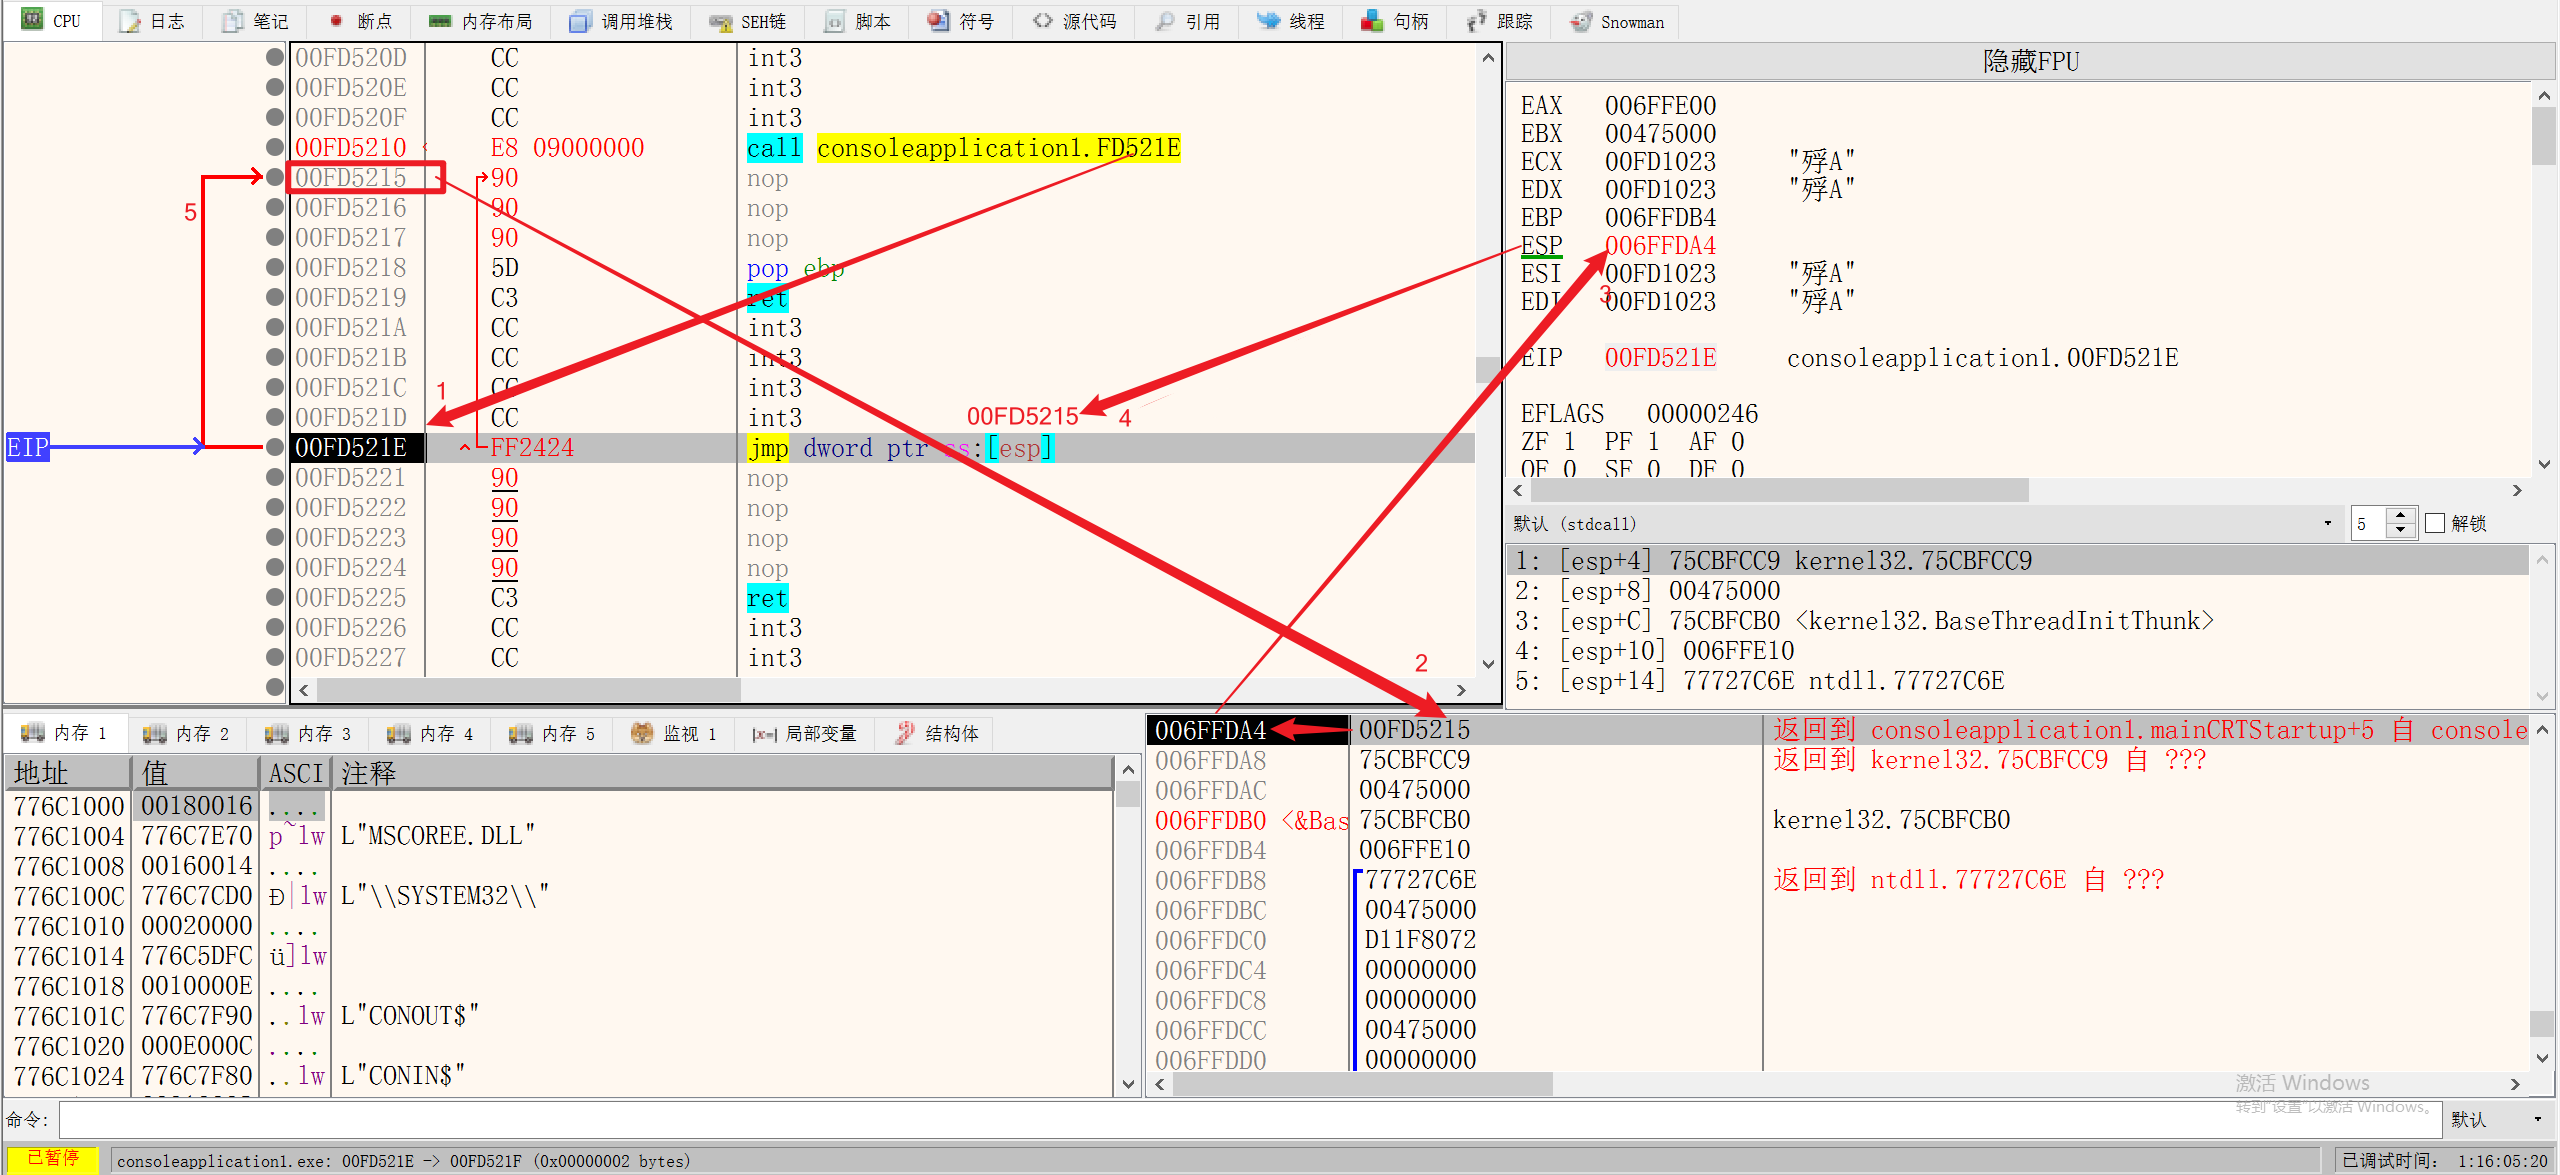 CPU 日志 笔记 断点 内存布局 调用堆栈 SEH链 脚本 符号 源代码 引用 线程 句柄 跟踪 Snowman
00FD520D CC int3
00FD520E CC int3
00FD520F CC int3
00FD5210 E8 09000000 call consoleapplication1.FD521E
00FD5215 90 nop
00FD5216 90 nop
00FD5217 90 nop
00FD5218 5D pop ebp
00FD5219 C3 ret
00FD521A CC int3
00FD521B CC int3
00FD521C CC int3
00FD521D CC int3
EIP 00FD521E FF2424 jmp dword ptr ss:[esp]
00FD5221 90 nop
00FD5222 90 nop
00FD5223 90 nop
00FD5224 90 nop
00FD5225 C3 ret
00FD5226 CC int3
00FD5227 CC int3
5
1
00FD5215
4
2
3
隐藏FPU
EAX 006FFE00
EBX 00475000
ECX 00FD1023 "殍A"
EDX 00FD1023 "殍A"
EBP 006FFDB4
ESP 006FFDA4
ESI 00FD1023 "殍A"
EDI 00FD1023 "殍A"
EIP 00FD521E consoleapplication1.00FD521E
EFLAGS 00000246
ZF 1 PF 1 AF 0
OF 0 SF 0 DF 0
默认 (stdcall) 5 解锁
1: [esp+4] 75CBFCC9 kernel32.75CBFCC9
2: [esp+8] 00475000
3: [esp+C] 75CBFCB0 <kernel32.BaseThreadInitThunk>
4: [esp+10] 006FFE10
5: [esp+14] 77727C6E ntdll.77727C6E
内存 1 内存 2 内存 3 内存 4 内存 5 监视 1 局部变量 结构体
地址 值 ASCI 注释
776C1000 00180016 ....
776C1004 776C7E70 p~lw L"MSCOREE.DLL"
776C1008 00160014 ....
776C100C 776C7CD0 Ð|lw L"\\SYSTEM32\\"
776C1010 00020000 ....
776C1014 776C5DFC ü]lw
776C1018 0010000E ....
776C101C 776C7F90 ..lw L"CONOUT$"
776C1020 000E000C ....
776C1024 776C7F80 ..lw L"CONIN$"
006FFDA4 00FD5215 返回到 consoleapplication1.mainCRTStartup+5 自 console
006FFDA8 75CBFCC9 返回到 kernel32.75CBFCC9 自 ???
006FFDAC 00475000
006FFDB0 <&Bas 75CBFCB0 kernel32.75CBFCB0
006FFDB4 006FFE10
006FFDB8 77727C6E 返回到 ntdll.77727C6E 自 ???
006FFDBC 00475000
006FFDC0 D11F8072
006FFDC4 00000000
006FFDC8 00000000
006FFDCC 00475000
006FFDD0 00000000
激活 Windows
转到"设置"以激活 Windows。
命令: 默认
已暂停 consoleapplication1.exe: 00FD521E -> 00FD521F (0x00000002 bytes) 已调试时间: 1:16:05:20